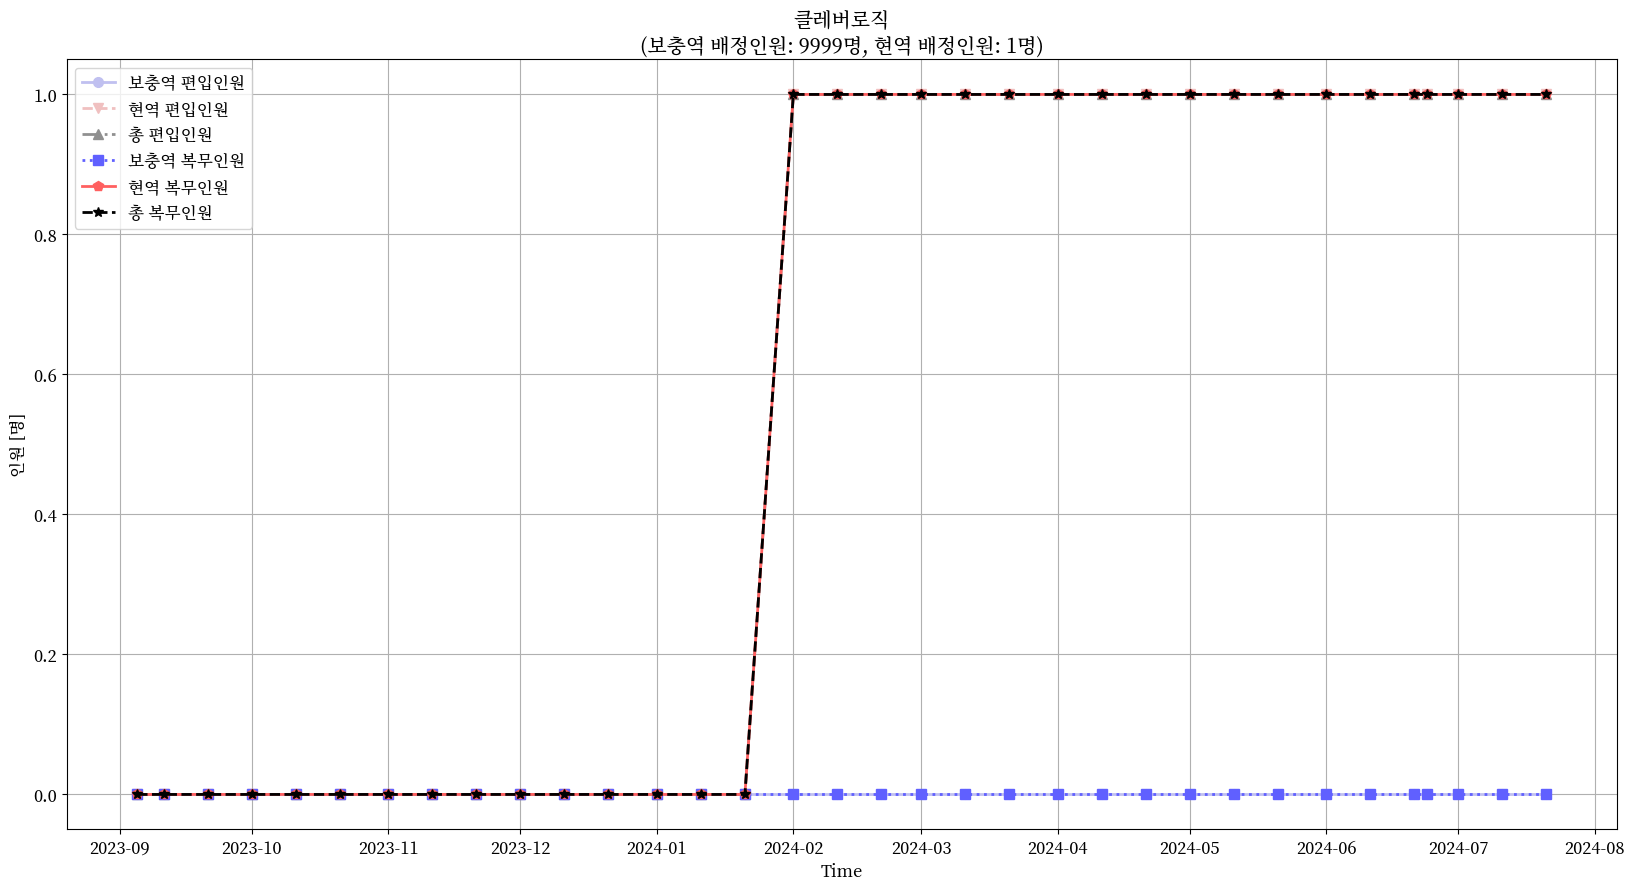 클레버로직
(보충역 배정인원: 9999명, 현역 배정인원: 1명)
보충역 편입인원
현역 편입인원
총 편입인원
보충역 복무인원
현역 복무인원
총 복무인원
1.0
0.8
0.6
0.4
0.2
0.0
인원 [명]
2023-09 2023-10 2023-11 2023-12 2024-01 2024-02 2024-03 2024-04 2024-05 2024-06 2024-07 2024-08
Time